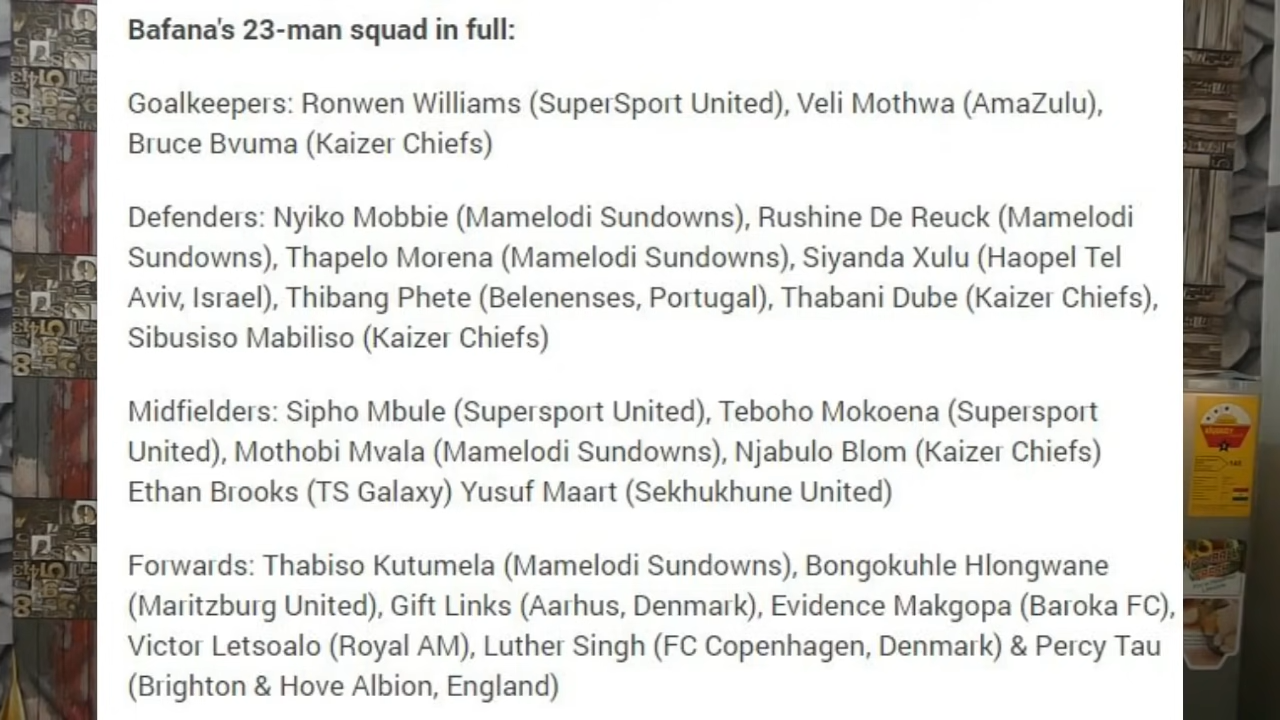 Bafana's 23-man squad in full:
Goalkeepers: Ronwen Williams (SuperSport United), Veli Mothwa (AmaZulu),
Bruce Bvuma (Kaizer Chiefs)
Defenders: Nyiko Mobbie (Mamelodi Sundowns), Rushine De Reuck (Mamelodi
Sundowns), Thapelo Morena (Mamelodi Sundowns), Siyanda Xulu (Haopel Tel
Aviv, Israel), Thibang Phete (Belenenses, Portugal), Thabani Dube (Kaizer Chiefs),
Sibusiso Mabiliso (Kaizer Chiefs)
Midfielders: Sipho Mbule (Supersport United), Teboho Mokoena (Supersport
United), Mothobi Mvala (Mamelodi Sundowns), Njabulo Blom (Kaizer Chiefs)
Ethan Brooks (TS Galaxy) Yusuf Maart (Sekhukhune United)
Forwards: Thabiso Kutumela (Mamelodi Sundowns), Bongokuhle Hlongwane
(Maritzburg United), Gift Links (Aarhus, Denmark), Evidence Makgopa (Baroka FC),
Victor Letsoalo (Royal AM), Luther Singh (FC Copenhagen, Denmark) & Percy Tau
(Brighton & Hove Albion, England)